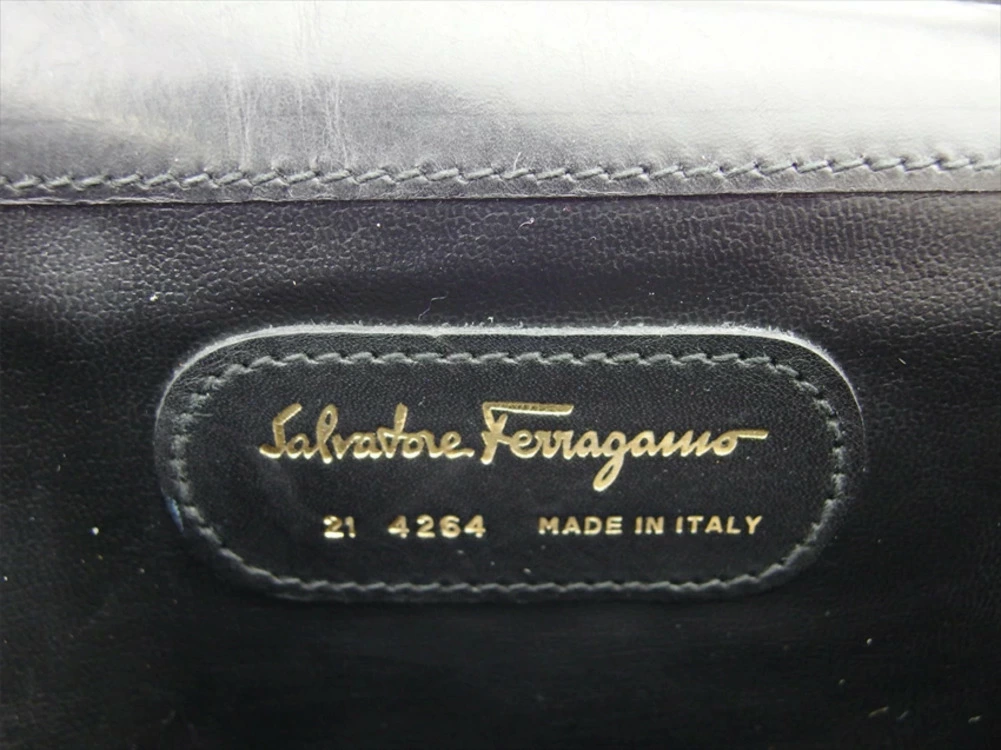 Salvatore Ferragamo
21 4264 MADE IN ITALY